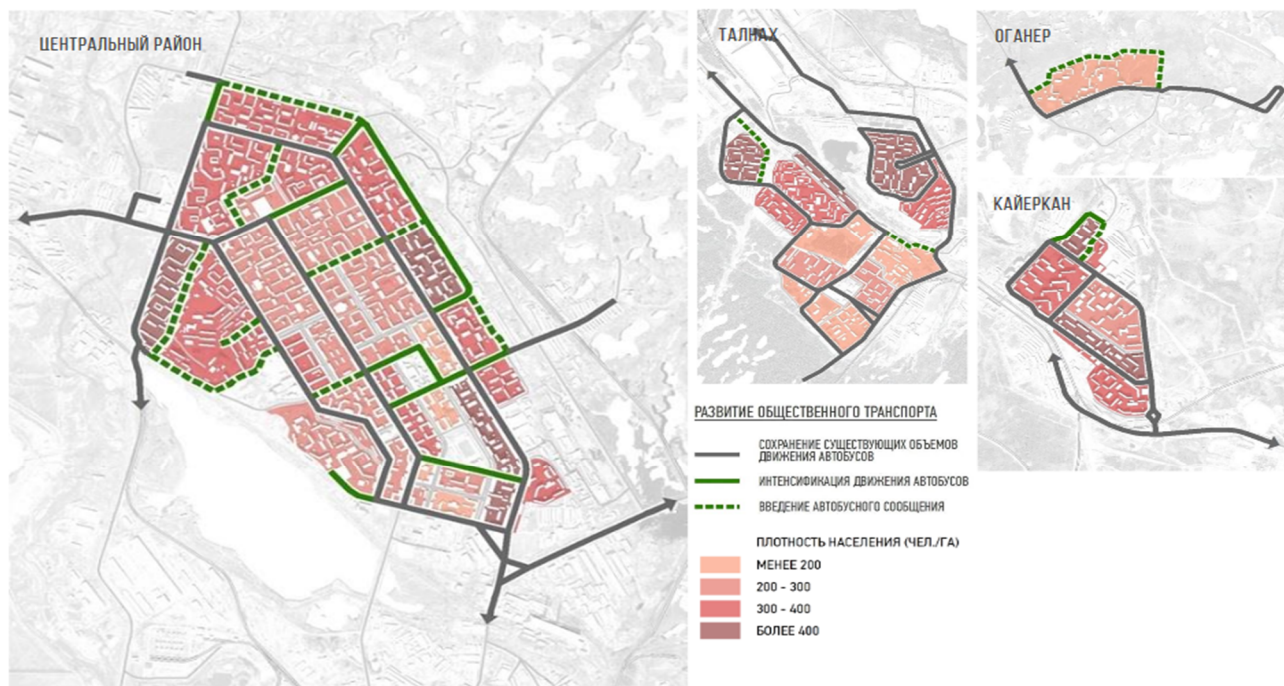 ЦЕНТРАЛЬНЫЙ РАЙОН
ТАЛНАХ
ОГАНЕР
КАЙЕРКАН
РАЗВИТИЕ ОБЩЕСТВЕННОГО ТРАНСПОРТА
СОХРАНЕНИЕ СУЩЕСТВУЮЩИХ ОБЪЕМОВ
ДВИЖЕНИЯ АВТОБУСОВ
ИНТЕНСИФИКАЦИЯ ДВИЖЕНИЯ АВТОБУСОВ
ВВЕДЕНИЕ АВТОБУСНОГО СООБЩЕНИЯ
ПЛОТНОСТЬ НАСЕЛЕНИЯ (ЧЕЛ./ГА)
МЕНЕЕ 200
200 - 300
300 - 400
БОЛЕЕ 400